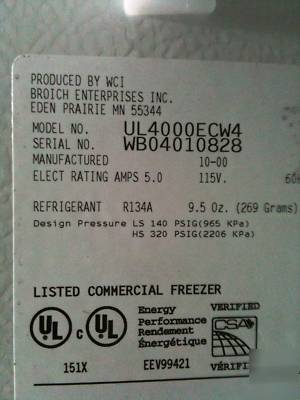 PRODUCED BY WCI
BROICH ENTERPRISES INC.
EDEN PRAIRIE MN 55344
MODEL NO. UL4000ECW4
SERIAL NO. WB04010828
MANUFACTURED 10-00
ELECT RATING AMPS 5.0 115V.
REFRIGERANT R134A 9.5 Oz. (269 Grams)
Design Pressure LS 140 PSIG(965 KPa)
HS 320 PSIG(2206 KPa)
LISTED COMMERCIAL FREEZER
Energy
Performance
Rendement
Énergétique
VERIFIED
UL
C UL
CSA
VÉRIFI
151X EEV99421